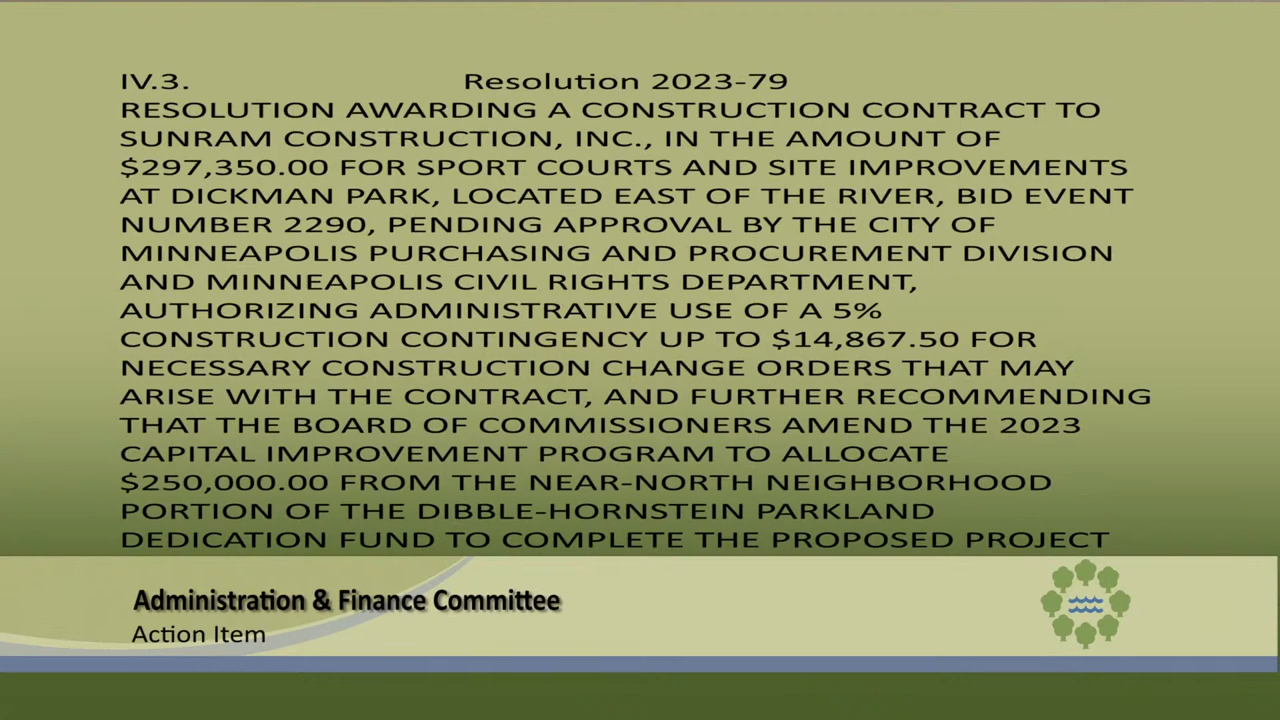 IV.3. Resolution 2023-79
RESOLUTION AWARDING A CONSTRUCTION CONTRACT TO
SUNRAM CONSTRUCTION, INC., IN THE AMOUNT OF
$297,350.00 FOR SPORT COURTS AND SITE IMPROVEMENTS
AT DICKMAN PARK, LOCATED EAST OF THE RIVER, BID EVENT
NUMBER 2290, PENDING APPROVAL BY THE CITY OF
MINNEAPOLIS PURCHASING AND PROCUREMENT DIVISION
AND MINNEAPOLIS CIVIL RIGHTS DEPARTMENT,
AUTHORIZING ADMINISTRATIVE USE OF A 5%
CONSTRUCTION CONTINGENCY UP TO $14,867.50 FOR
NECESSARY CONSTRUCTION CHANGE ORDERS THAT MAY
ARISE WITH THE CONTRACT, AND FURTHER RECOMMENDING
THAT THE BOARD OF COMMISSIONERS AMEND THE 2023
CAPITAL IMPROVEMENT PROGRAM TO ALLOCATE
$250,000.00 FROM THE NEAR-NORTH NEIGHBORHOOD
PORTION OF THE DIBBLE-HORNSTEIN PARKLAND
DEDICATION FUND TO COMPLETE THE PROPOSED PROJECT
Administration & Finance Committee
Action Item